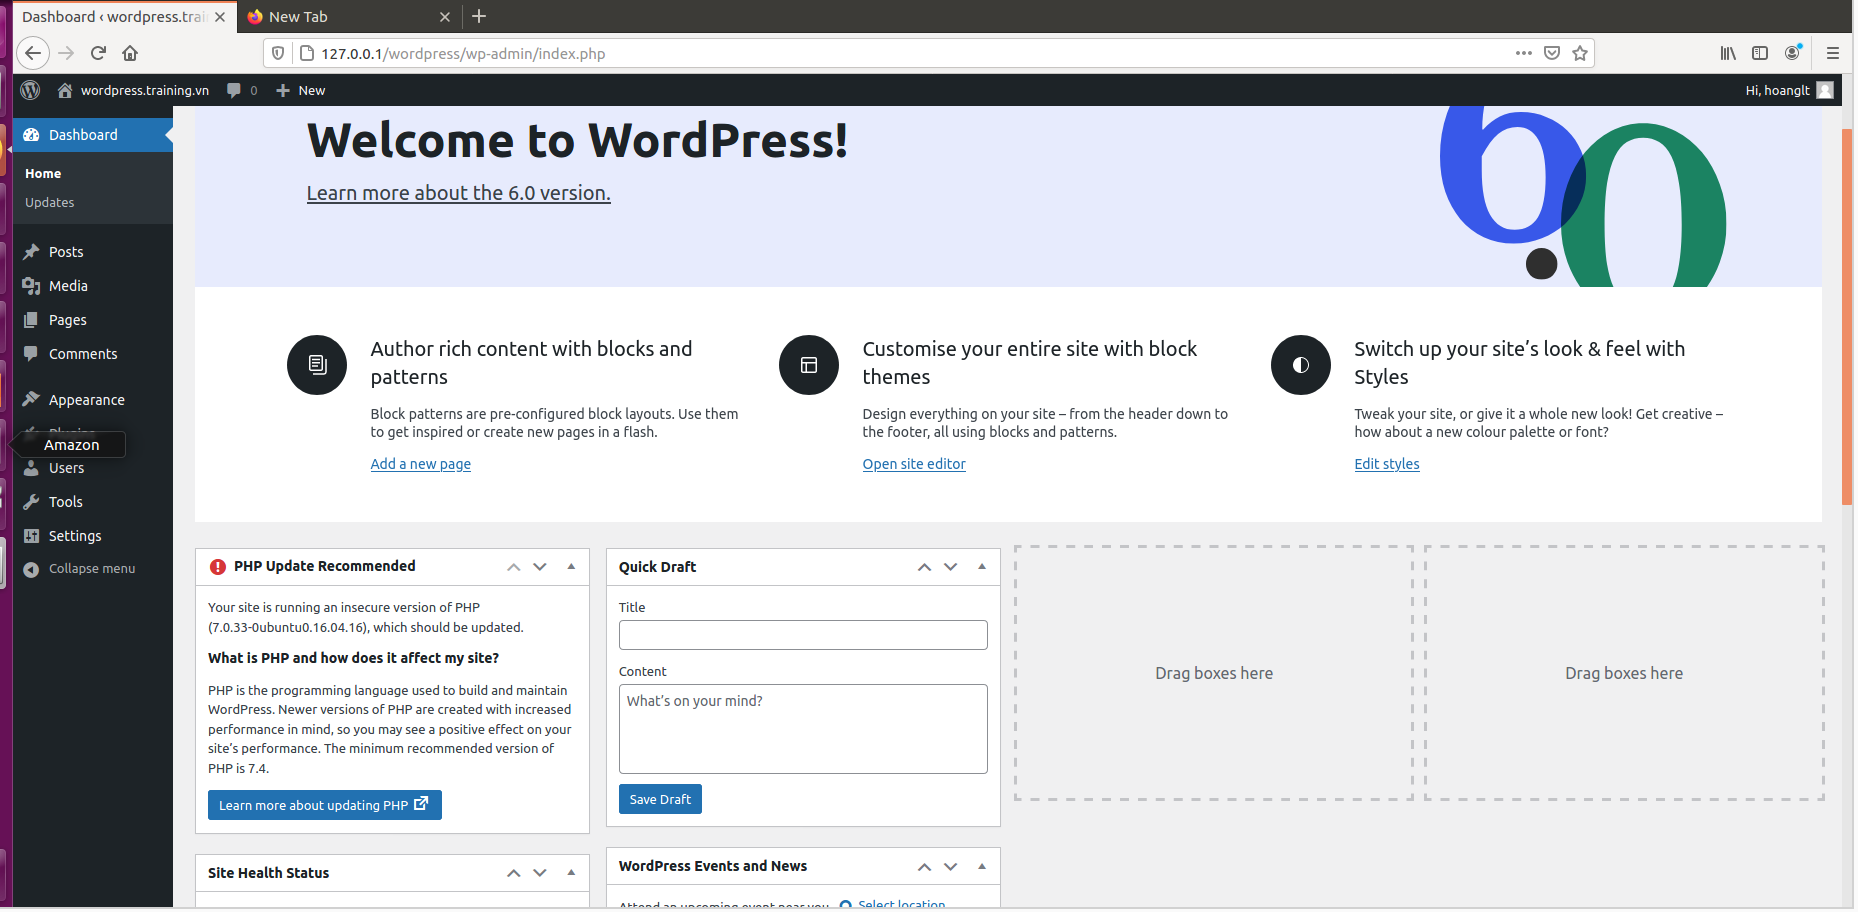 Dashboard ‹ wordpress.trai
New Tab
127.0.0.1/wordpress/wp-admin/index.php
wordpress.training.vn
0
New
Hi, hoanglt
Dashboard
Home
Updates
Posts
Media
Pages
Comments
Appearance
Plugins
Amazon
Users
Tools
Settings
Collapse menu
Welcome to WordPress!
Learn more about the 6.0 version.
6.0
Author rich content with blocks and
patterns
Block patterns are pre-configured block layouts. Use them
to get inspired or create new pages in a flash.
Add a new page
Customise your entire site with block
themes
Design everything on your site – from the header down to
the footer, all using blocks and patterns.
Open site editor
Switch up your site’s look & feel with
Styles
Tweak your site, or give it a whole new look! Get creative –
how about a new colour palette or font?
Edit styles
PHP Update Recommended
Your site is running an insecure version of PHP
(7.0.33-0ubuntu0.16.04.16), which should be updated.
What is PHP and how does it affect my site?
PHP is the programming language used to build and maintain
WordPress. Newer versions of PHP are created with increased
performance in mind, so you may see a positive effect on your
site’s performance. The minimum recommended version of
PHP is 7.4.
Learn more about updating PHP
Site Health Status
Quick Draft
Title
Content
What’s on your mind?
Save Draft
WordPress Events and News
Attend an upcoming event near you.
Select location
Drag boxes here
Drag boxes here